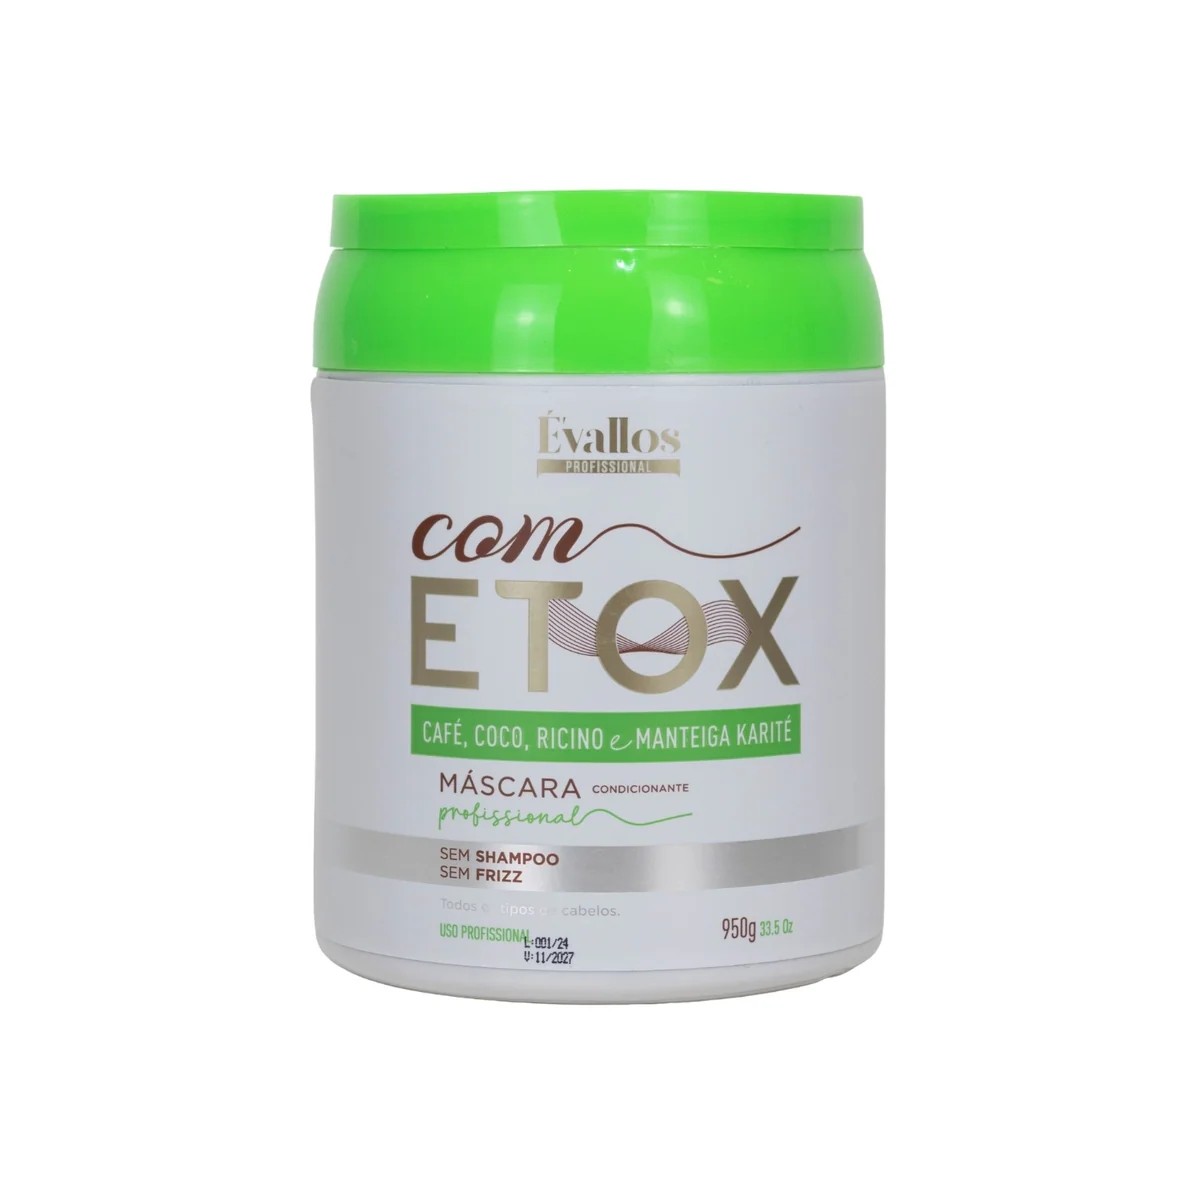 Évallos
PROFISSIONAL
com
ETOX
CAFÉ, COCO, RICINO e MANTEIGA KARITÉ
MÁSCARA CONDICIONANTE
profissional
SEM SHAMPOO
SEM FRIZZ
Todos os tipos de cabelos.
USO PROFISSIONAL
950g 33.5 Oz
L:001/24
V:11/2027